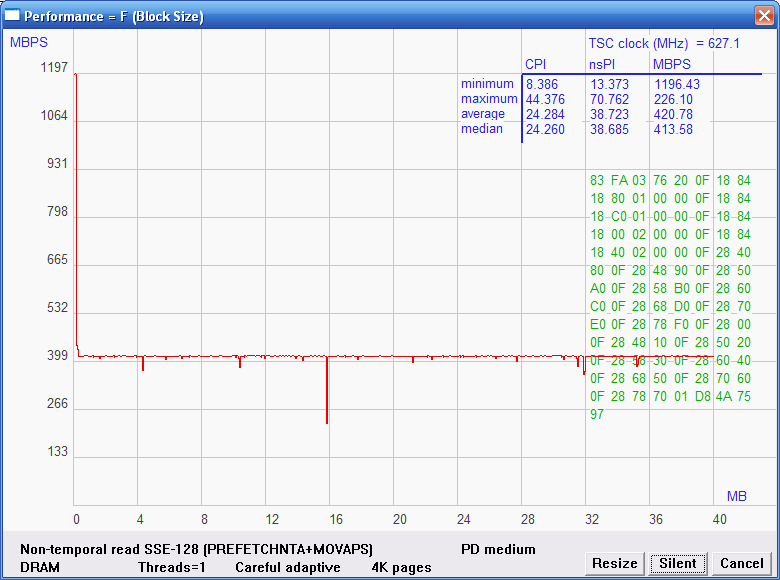 Performance = F (Block Size)
MBPS
TSC clock (MHz) = 627.1
CPI nsPI MBPS
minimum 8.386 13.373 1196.43
maximum 44.376 70.762 226.10
average 24.284 38.723 420.78
median 24.260 38.685 413.58
1197
1064
931
798
665
532
399
266
133
83 FA 03 76 20 0F 18 84
18 80 01 00 00 0F 18 84
18 C0 01 00 00 0F 18 84
18 00 02 00 00 0F 18 84
18 40 02 00 00 0F 28 40
80 0F 28 48 90 0F 28 50
A0 0F 28 58 B0 0F 28 60
C0 0F 28 68 D0 0F 28 70
E0 0F 28 78 F0 0F 28 00
0F 28 48 10 0F 28 50 20
0F 28 58 30 0F 28 60 40
0F 28 68 50 0F 28 70 60
0F 28 78 70 01 D8 4A 75
97
MB
0 4 8 12 16 20 24 28 32 36 40
Non-temporal read SSE-128 (PREFETCHNTA+MOVAPS) PD medium
DRAM Threads=1 Careful adaptive 4K pages
Resize Silent Cancel